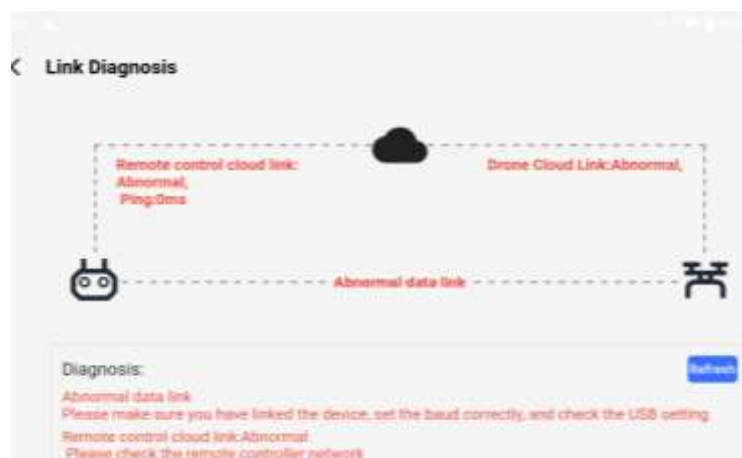 Link Diagnosis
Remote control cloud link:
Abnormal,
Ping:0ms
Drone Cloud Link:Abnormal,
Abnormal data link
Diagnosis:
Refresh
Abnormal data link
Please make sure you have linked the device, set the baud correctly, and check the USB setting
Remote control cloud link:Abnormal
Please check the remote controller network